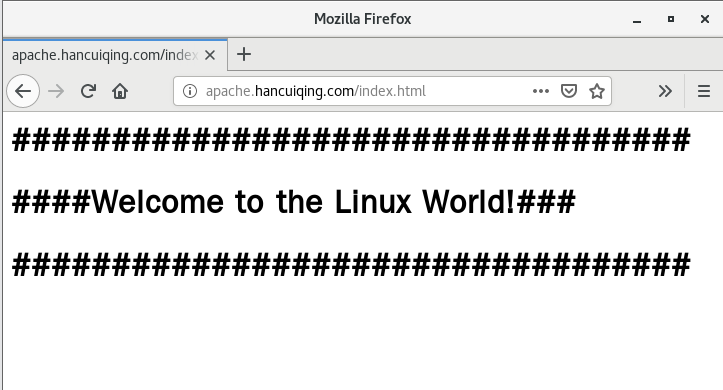 Mozilla Firefox
apache.hancuiqing.com/index
apache.hancuiqing.com/index.html
##################################
####Welcome to the Linux World!###
##################################